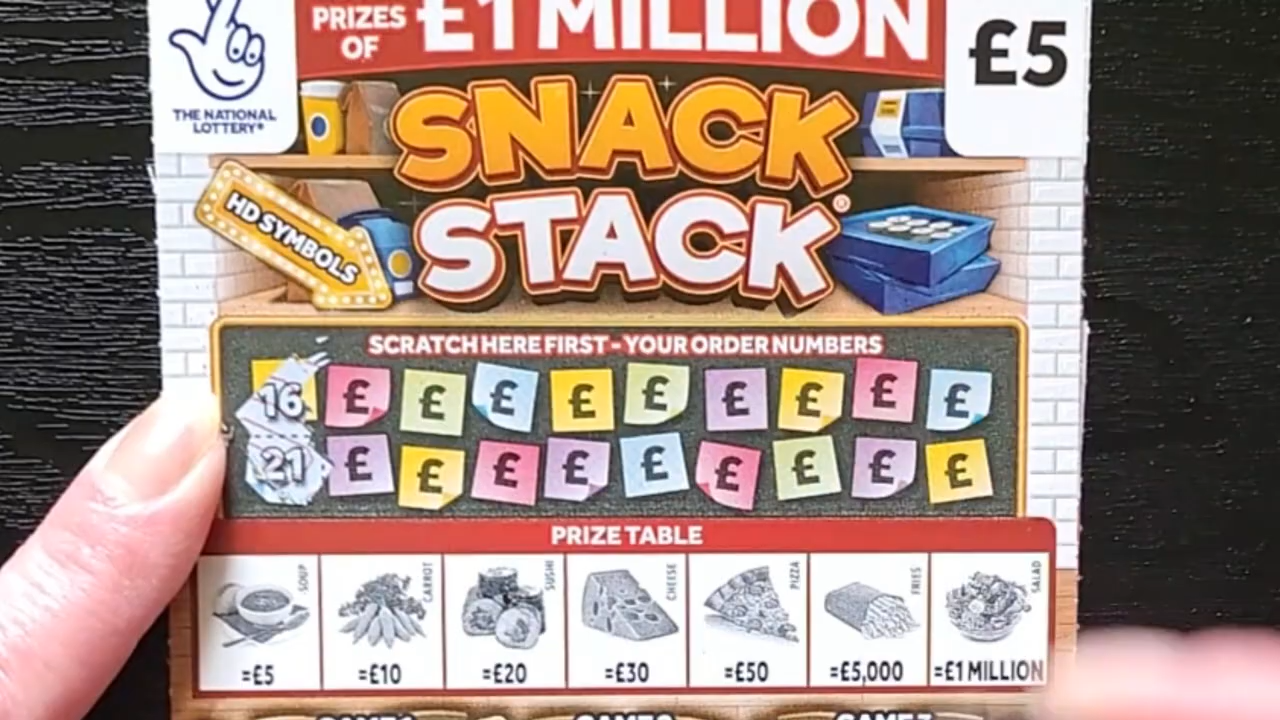 PRIZES OF £1 MILLION
£5
THE NATIONAL
LOTTERY®
SNACK
STACK®
HD SYMBOLS
SCRATCH HERE FIRST - YOUR ORDER NUMBERS
16 £ £ £ £ £ £ £ £ £
21 £ £ £ £ £ £ £ £ £
PRIZE TABLE
SOUP CARROT SUSHI CHEESE PIZZA FRIES SALAD
=£5 =£10 =£20 =£30 =£50 =£5,000 =£1 MILLION